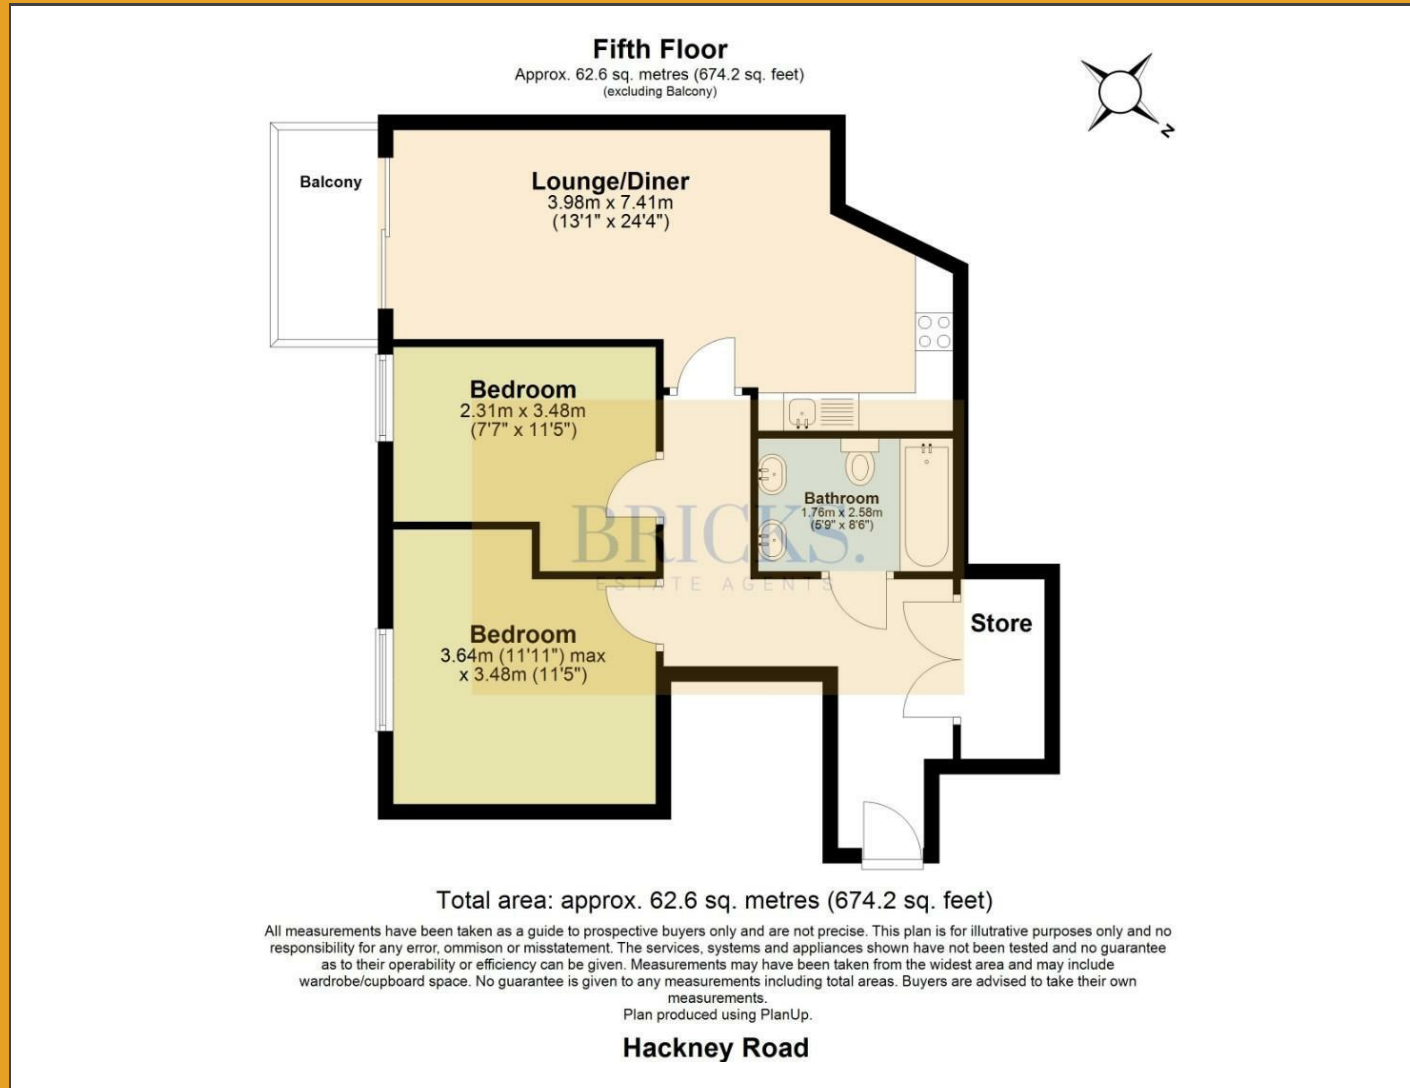 Fifth Floor
Approx. 62.6 sq. metres (674.2 sq. feet)
(excluding Balcony)
N
Balcony
Lounge/Diner
3.98m x 7.41m
(13'1" x 24'4")
Bedroom
2.31m x 3.48m
(7'7" x 11'5")
Bathroom
1.76m x 2.58m
(5'9" x 8'6")
BRICKS.
ESTATE AGENTS
Store
Bedroom
3.64m (11'11") max
x 3.48m (11'5")
Total area: approx. 62.6 sq. metres (674.2 sq. feet)
All measurements have been taken as a guide to prospective buyers only and are not precise. This plan is for illutrative purposes only and no
responsibility for any error, ommison or misstatement. The services, systems and appliances shown have not been tested and no guarantee
as to their operability or efficiency can be given. Measurements may have been taken from the widest area and may include
wardrobe/cupboard space. No guarantee is given to any measurements including total areas. Buyers are advised to take their own
measurements.
Plan produced using PlanUp.
Hackney Road